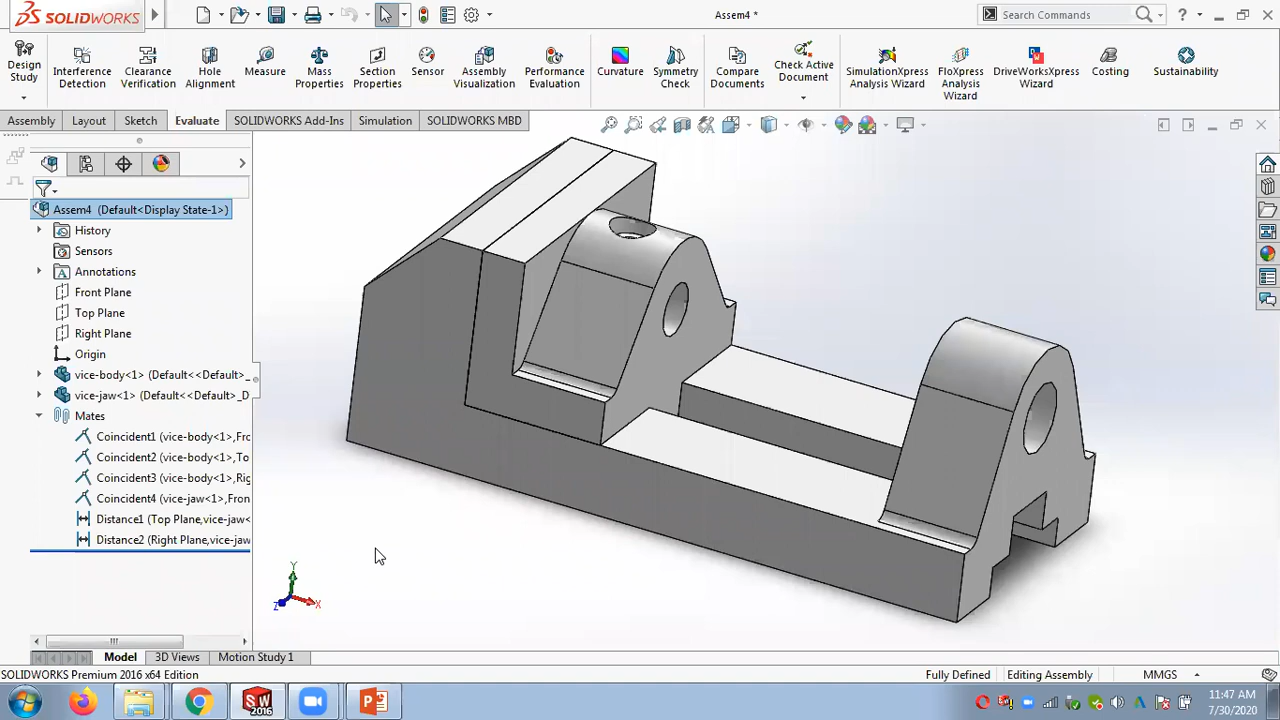 SOLIDWORKS
Assem4 *
Search Commands
?
Design Study
Interference Detection
Clearance Verification
Hole Alignment
Measure
Mass Properties
Section Properties
Sensor
Assembly Visualization
Performance Evaluation
Curvature
Symmetry Check
Compare Documents
Check Active Document
SimulationXpress Analysis Wizard
FloXpress Analysis Wizard
DriveWorksXpress Wizard
Costing
Sustainability
Assembly
Layout
Sketch
Evaluate
SOLIDWORKS Add-Ins
Simulation
SOLIDWORKS MBD
Assem4 (Default<Display State-1>)
History
Sensors
Annotations
Front Plane
Top Plane
Right Plane
Origin
vice-body<1> (Default<<Default>_
vice-jaw<1> (Default<<Default>_D
Mates
Coincident1 (vice-body<1>,Fro
Coincident2 (vice-body<1>,To
Coincident3 (vice-body<1>,Rig
Coincident4 (vice-jaw<1>,Fron
Distance1 (Top Plane,vice-jaw<
Distance2 (Right Plane,vice-jaw
Y
Z
X
Model
3D Views
Motion Study 1
SOLIDWORKS Premium 2016 x64 Edition
Fully Defined
Editing Assembly
MMGS
SW
2016
11:47 AM
7/30/2020